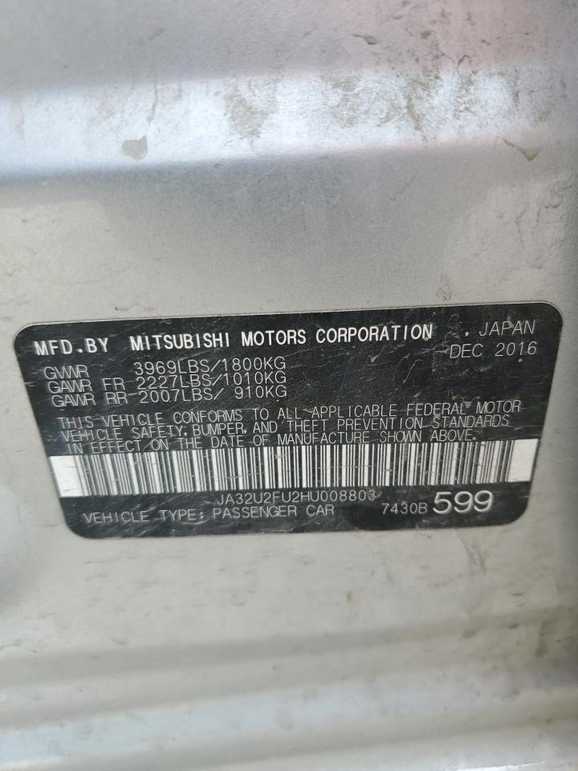 MFD.BY MITSUBISHI MOTORS CORPORATION , JAPAN
GVWR 3969LBS/1800KG DEC 2016
GAWR FR 2227LBS/1010KG
GAWR RR 2007LBS/ 910KG
THIS VEHICLE CONFORMS TO ALL APPLICABLE FEDERAL MOTOR
VEHICLE SAFETY, BUMPER, AND THEFT PREVENTION STANDARDS
IN EFFECT ON THE DATE OF MANUFACTURE SHOWN ABOVE.
JA32U2FU2HU008803
VEHICLE TYPE: PASSENGER CAR 7430B 599